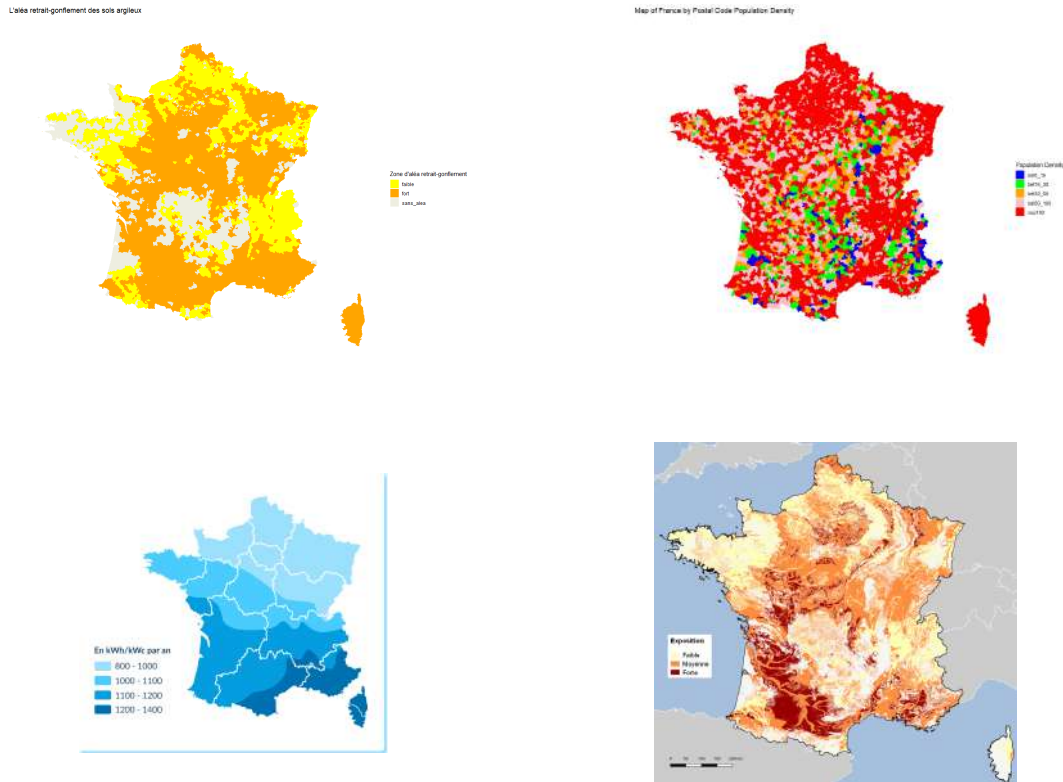 L'aléa retrait-gonflement des sols argileux
Map of France by Postal Code Population Density
Zone d'aléa retrait-gonflement
faible
fort
sans_alea
Population Density
En kWh/kWc par an
800 - 1000
1000 - 1100
1100 - 1200
1200 - 1400
Exposition
Faible
Moyenne
Forte